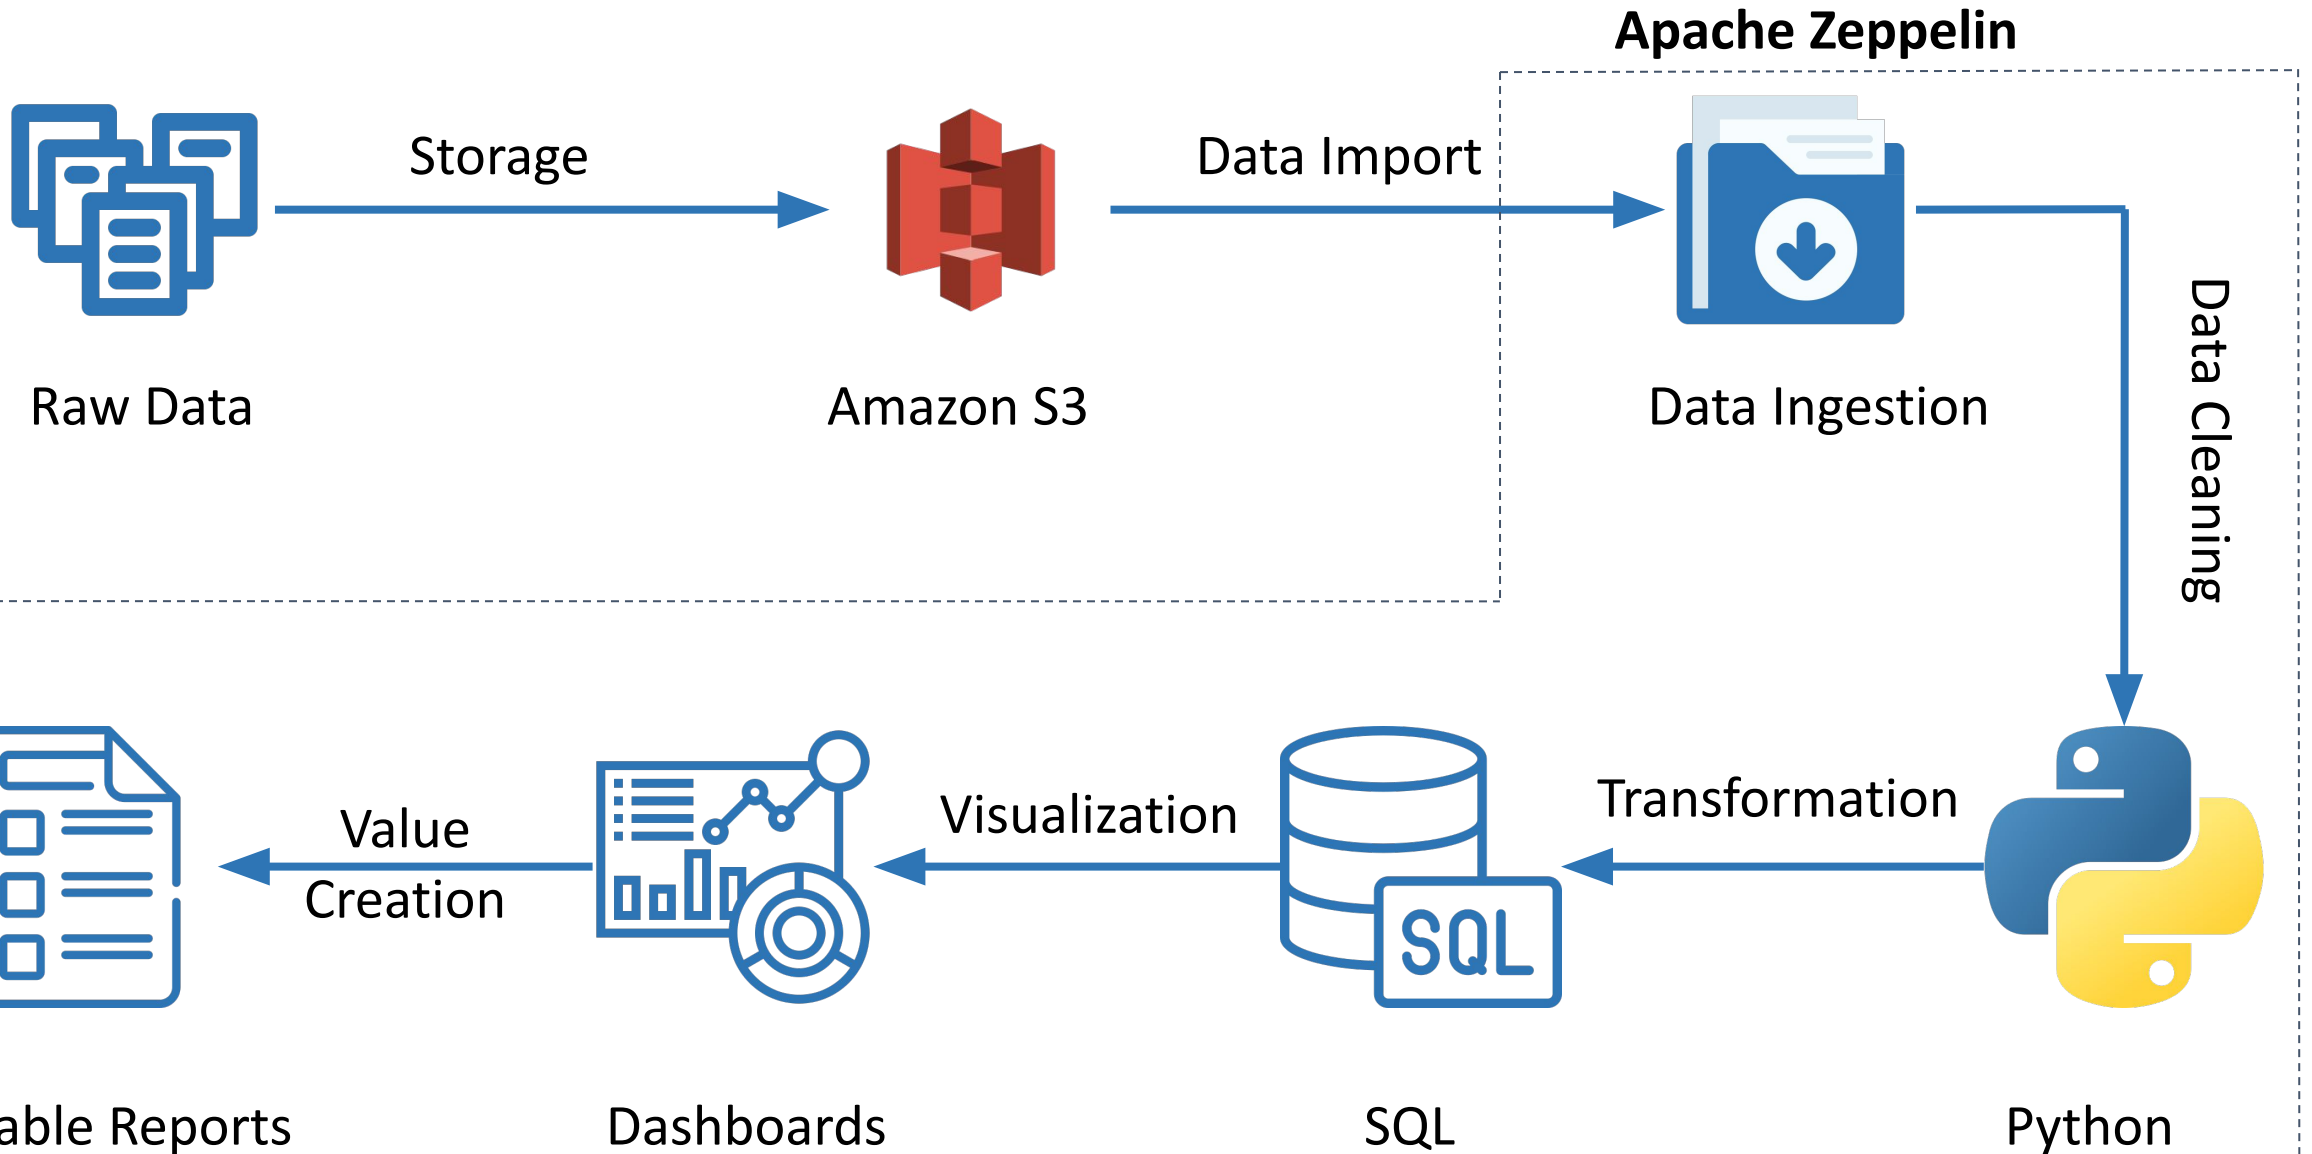 Apache Zeppelin
Storage
Data Import
Raw Data
Amazon S3
Data Ingestion
Data Cleaning
Transformation
Visualization
Value
Creation
SQL
Reports
Dashboards
SQL
Python